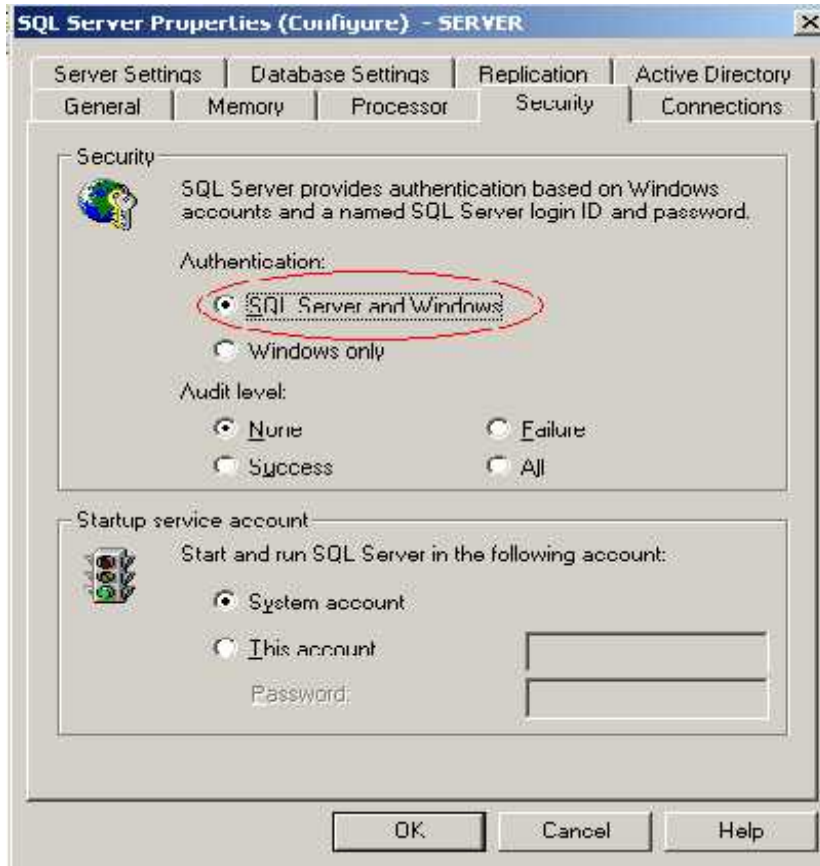 SQL Server Properties (Configure) - SERVER
Server Settings Database Settings Replication Active Directory
General Memory Processor Security Connections
Security
SQL Server provides authentication based on Windows
accounts and a named SQL Server login ID and password.
Authentication:
SQL Server and Windows
Windows only
Audit level:
None Failure
Success All
Startup service account
Start and run SQL Server in the following account:
System account
This account
Password:
OK Cancel Help